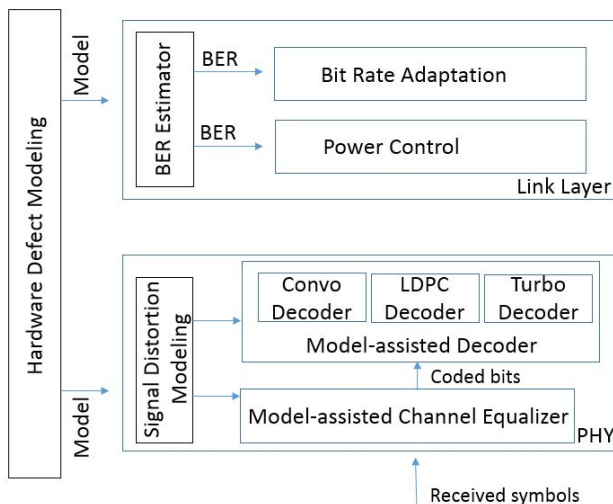 Hardware Defect Modeling
Model
BER Estimator
BER
Bit Rate Adaptation
BER
Power Control
Link Layer
Model
Signal Distortion
Modeling
Convo
Decoder
LDPC
Decoder
Turbo
Decoder
Model-assisted Decoder
Coded bits
Model-assisted Channel Equalizer
PHY
Received symbols